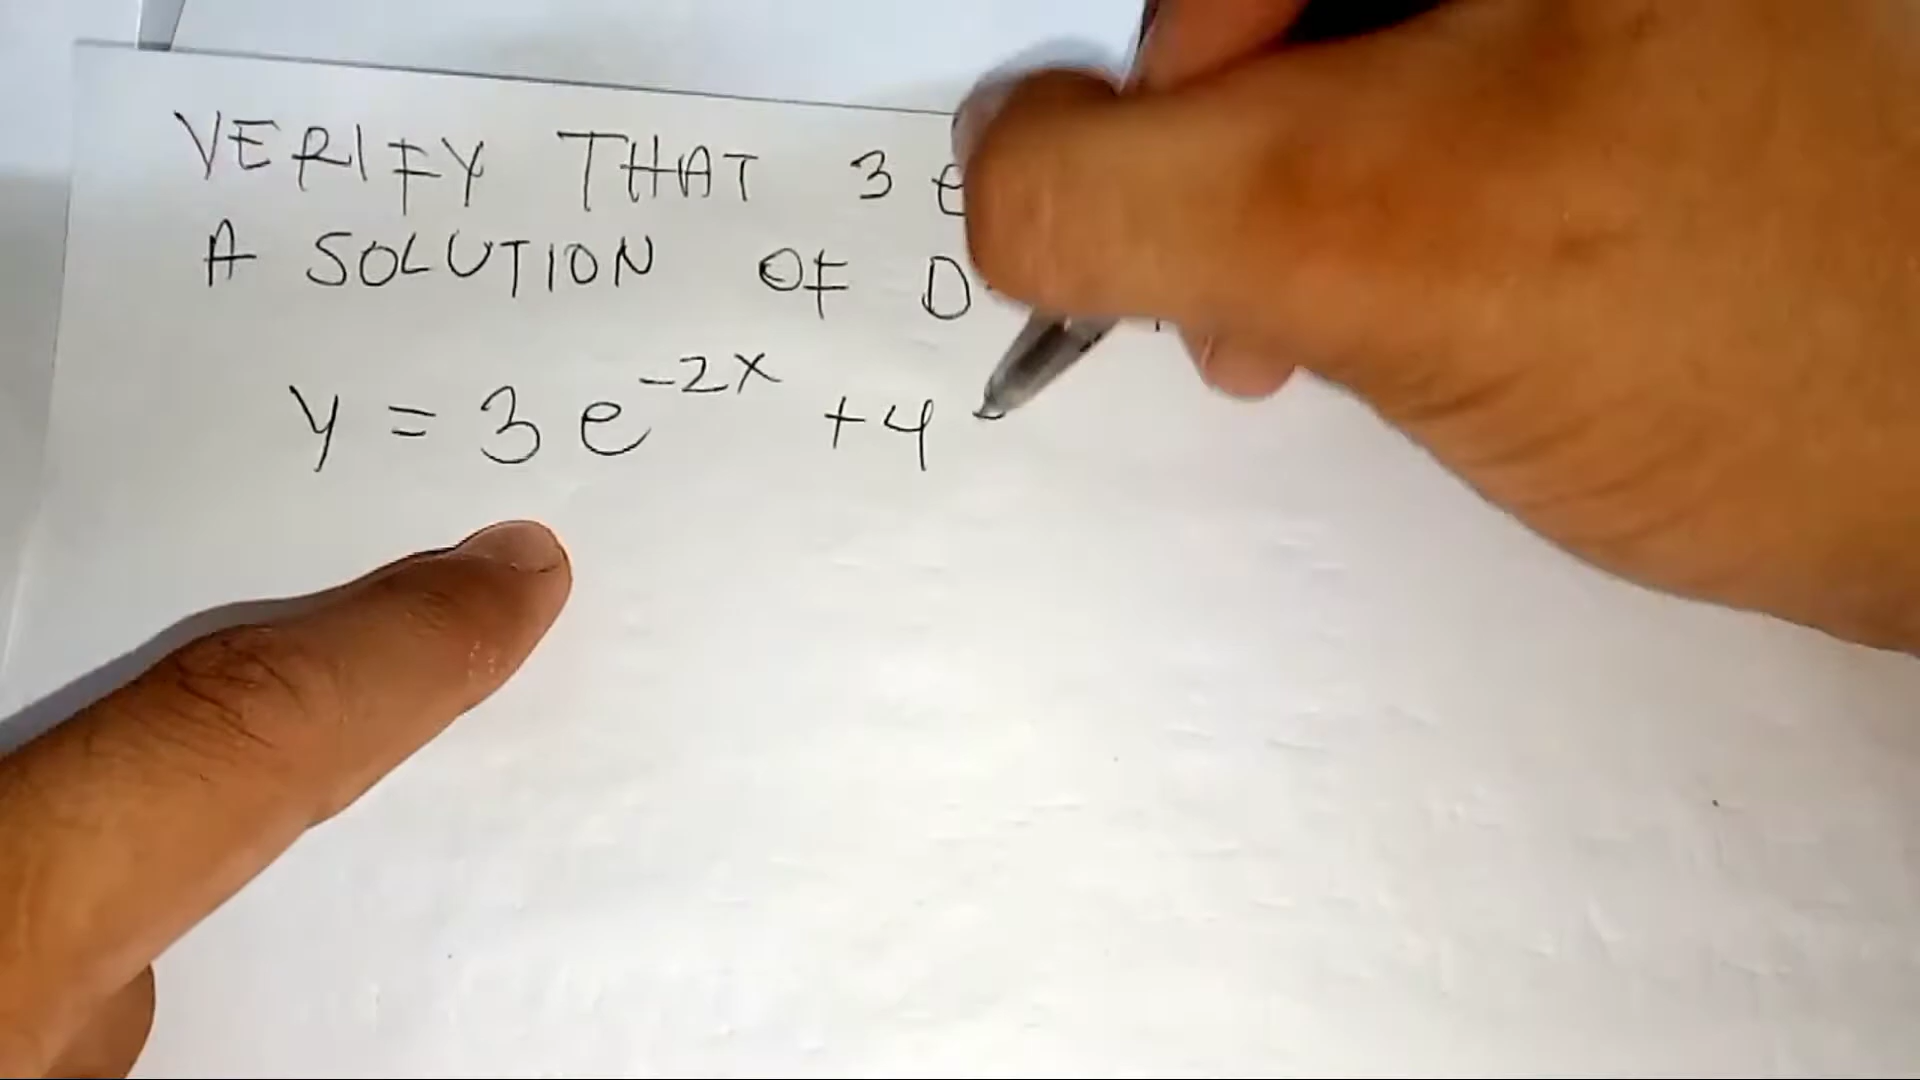 VERIFY THAT 3 e
A SOLUTION OF D
y = 3e^{-2x} + 4